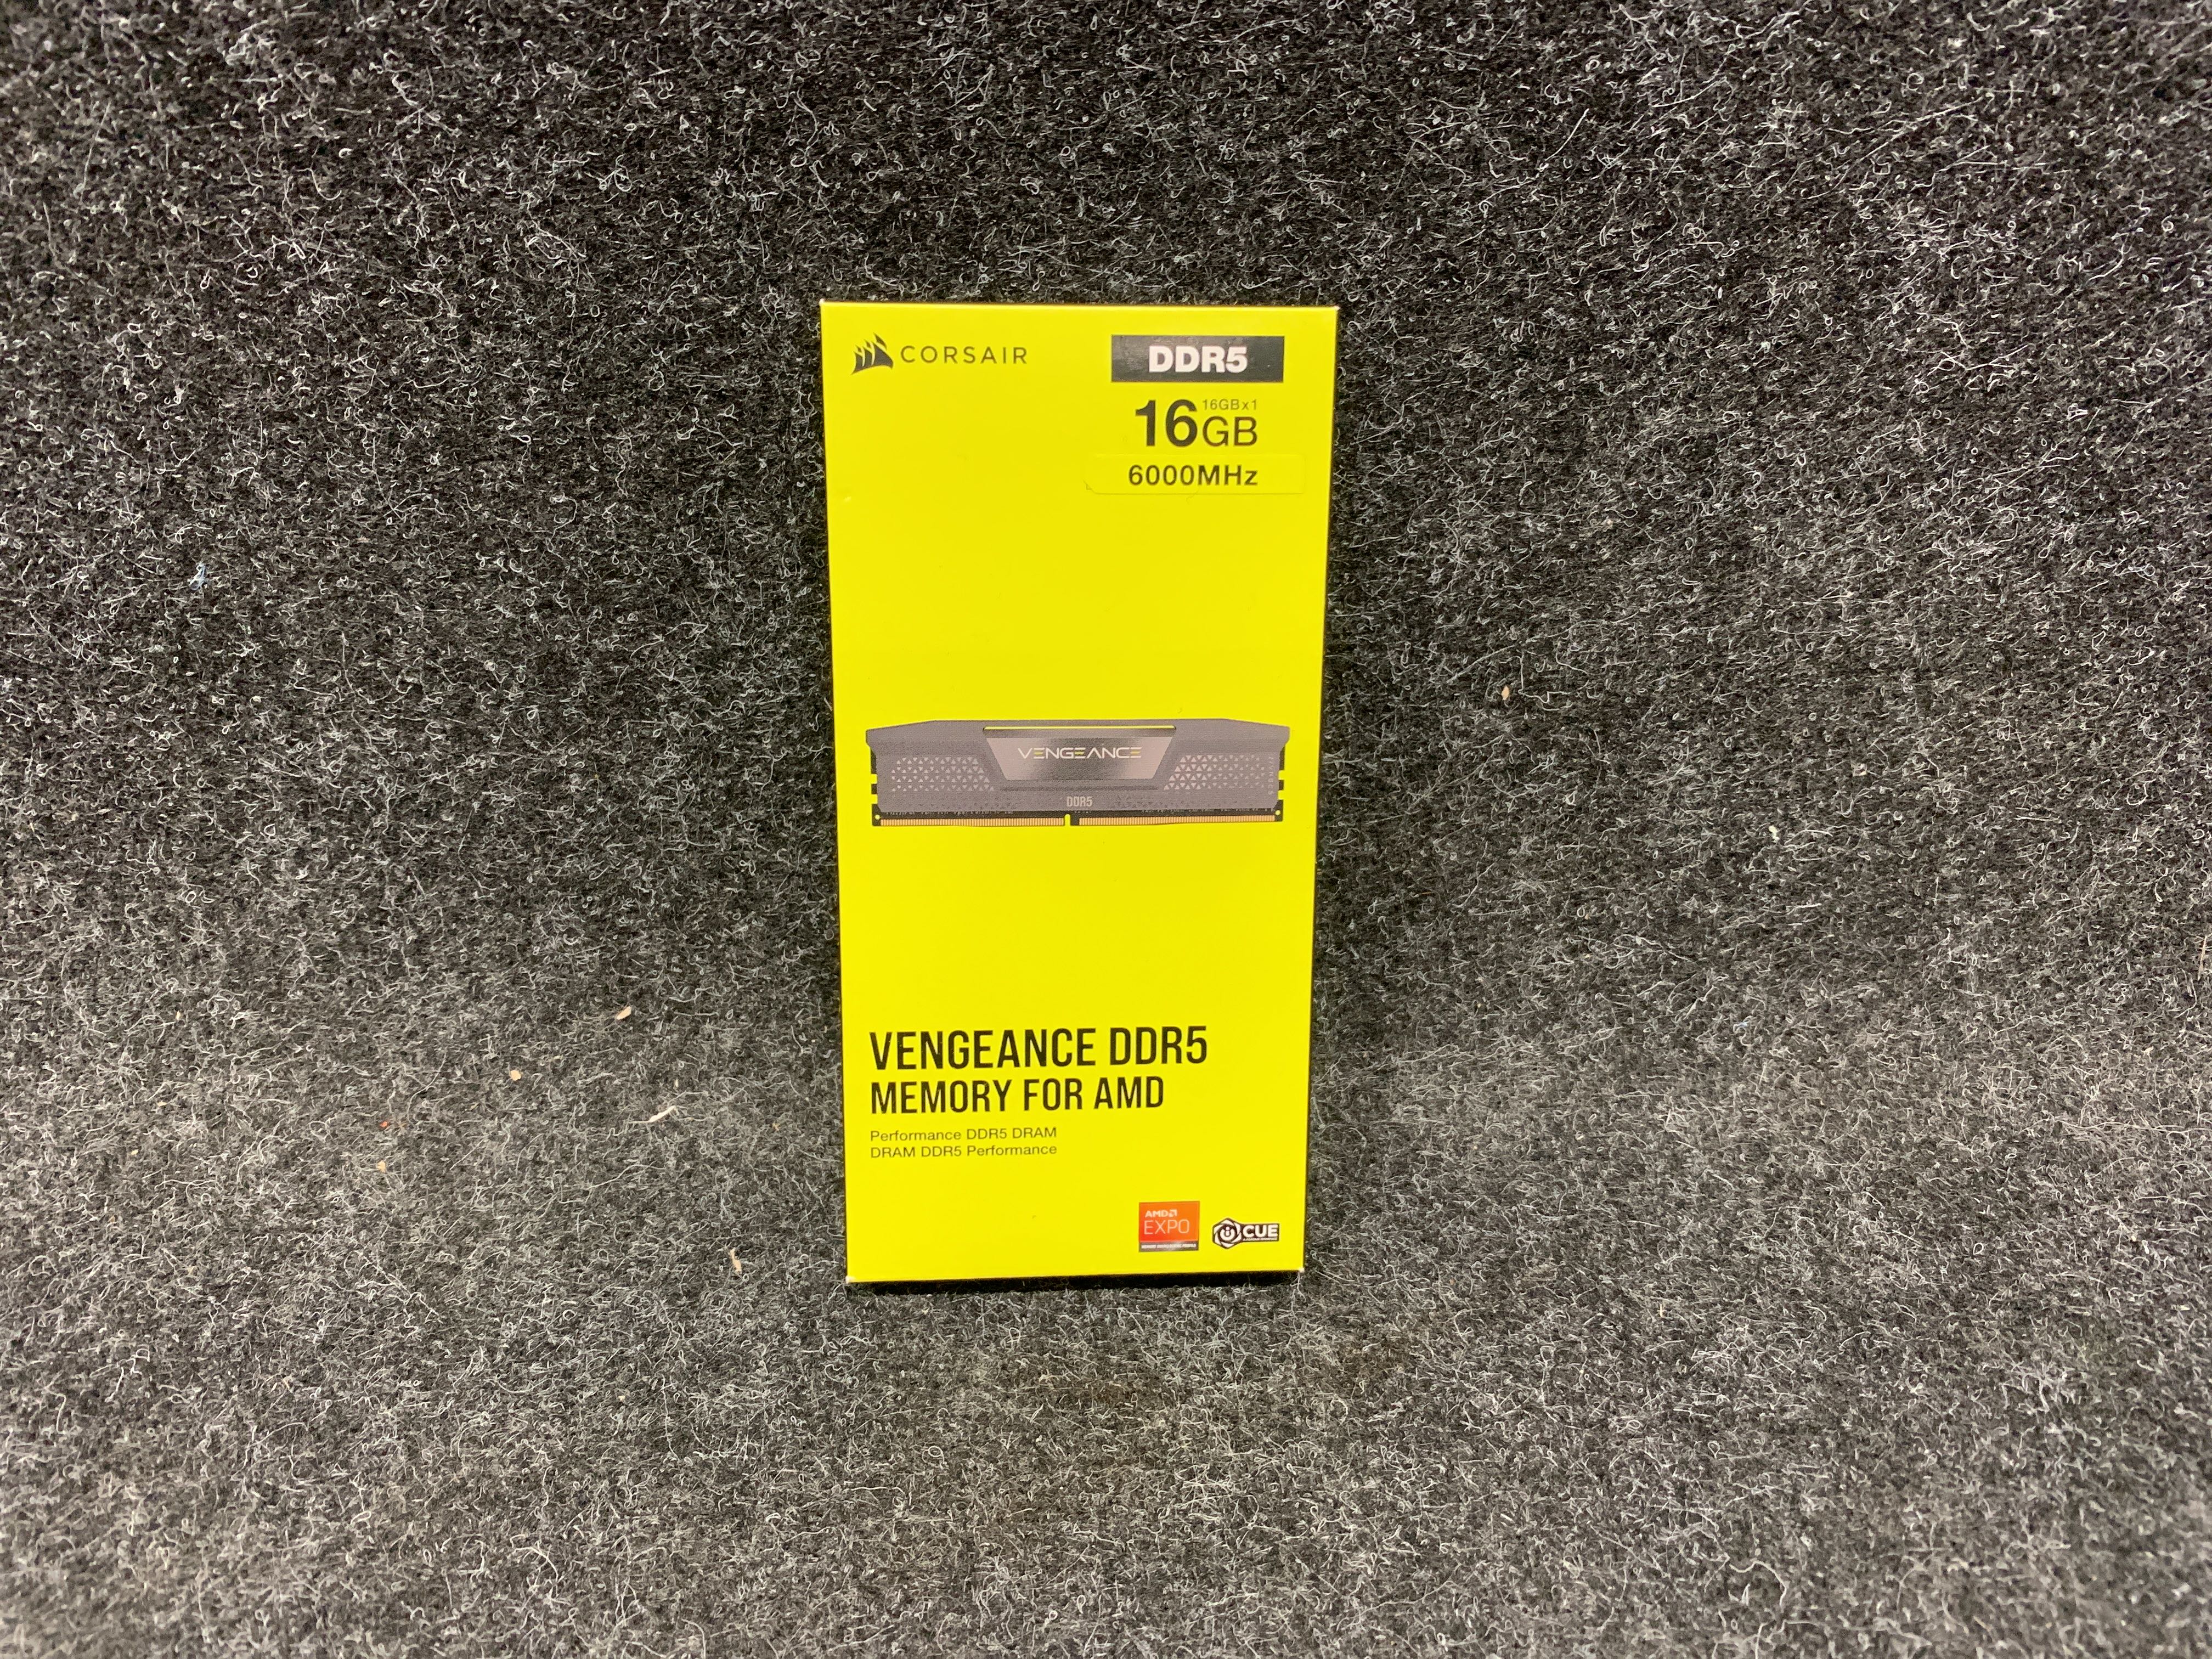 CORSAIR
DDR5
16GBx1
16GB
6000MHz
VENGEANCE
DDR5
VENGEANCE DDR5
MEMORY FOR AMD
Performance DDR5 DRAM
DRAM DDR5 Performance
AMD
EXPO
iCUE